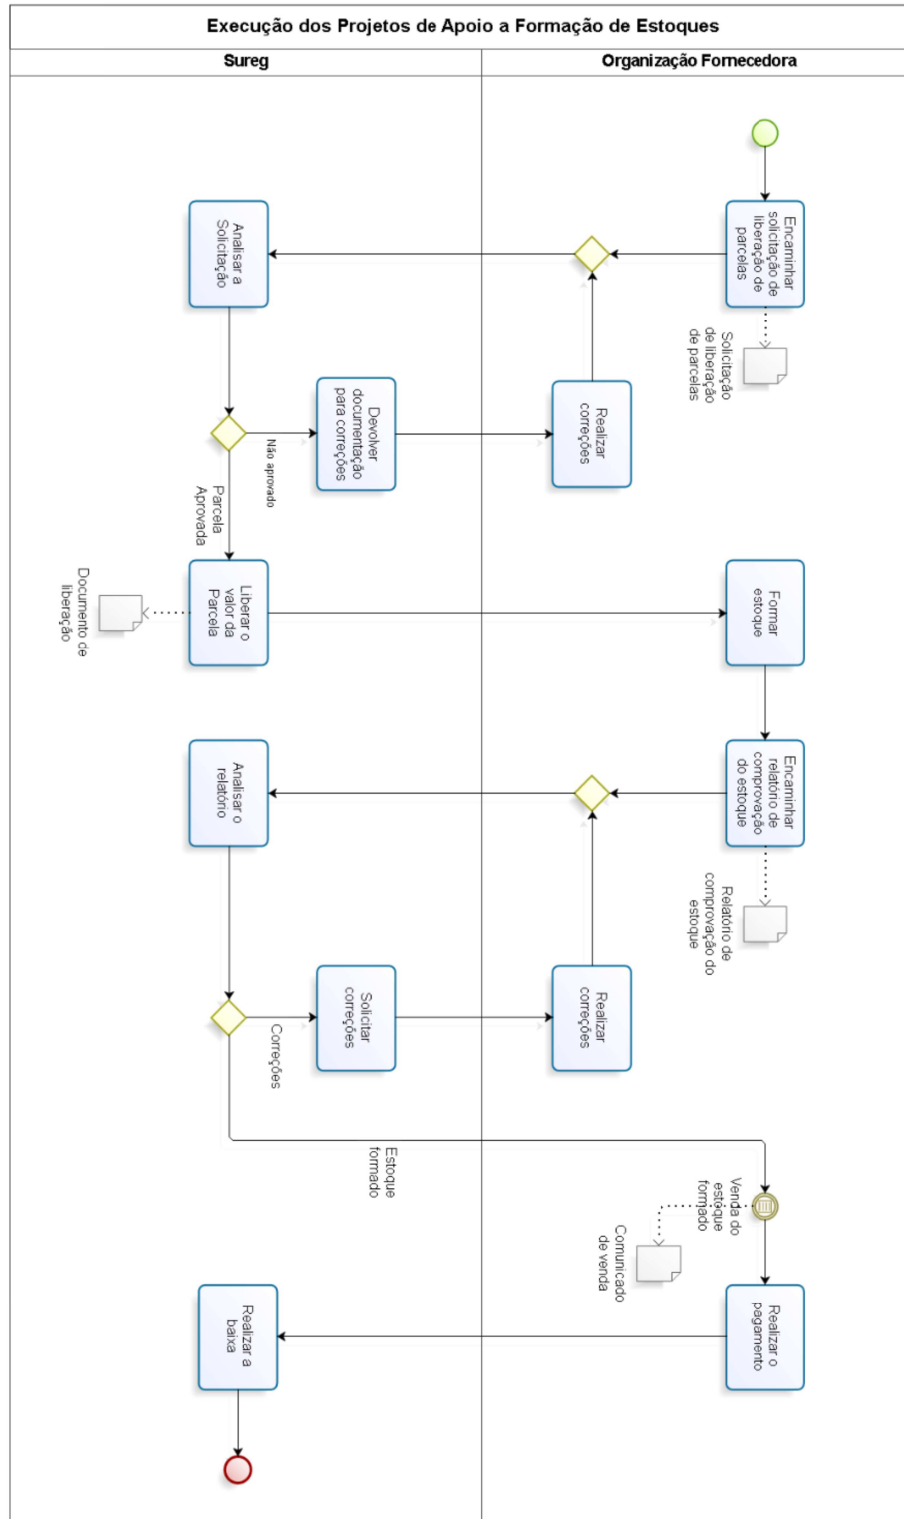 Execução dos Projetos de Apoio a Formação de Estoques
Sureg
Organização Fornecedora
Encaminhar
solicitação de
liberação de
parcelas
Solicitação
de liberação
de parcelas
Analisar a
Solicitação
Não aprovado
Devolver
documentação
para correções
Realizar
correções
Parcela
Aprovada
Liberar o
valor da
Parcela
Documento de
liberação
Formar
estoque
Encaminhar
relatório de
comprovação
do estoque
Relatório de
comprovação do
estoque
Analisar o
relatório
Correções
Solicitar
correções
Realizar
correções
Estoque
formado
Venda do
estoque
formado
Comunicado
de venda
Realizar o
pagamento
Realizar a
baixa